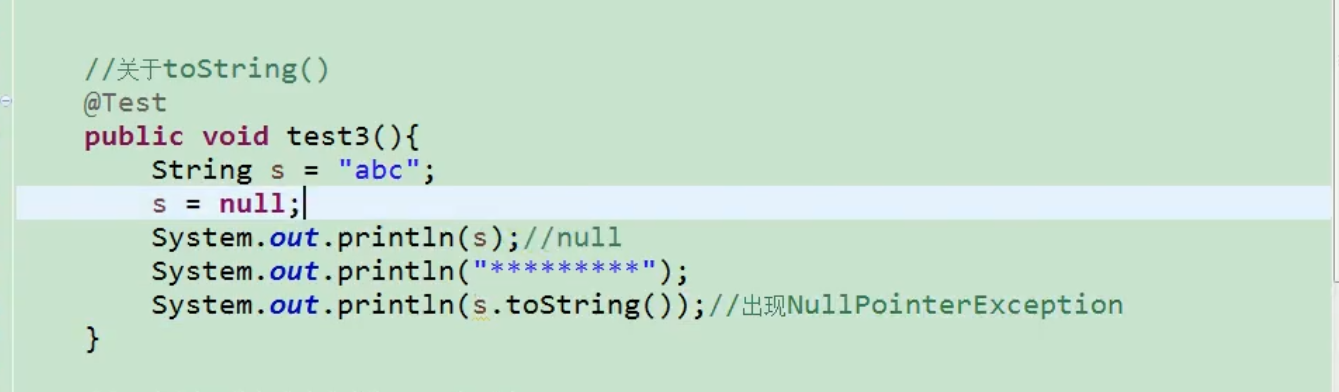 //关于toString()
@Test
public void test3(){
String s = "abc";
s = null;
System.out.println(s);//null
System.out.println("*********");
System.out.println(s.toString());//出现NullPointerException
}